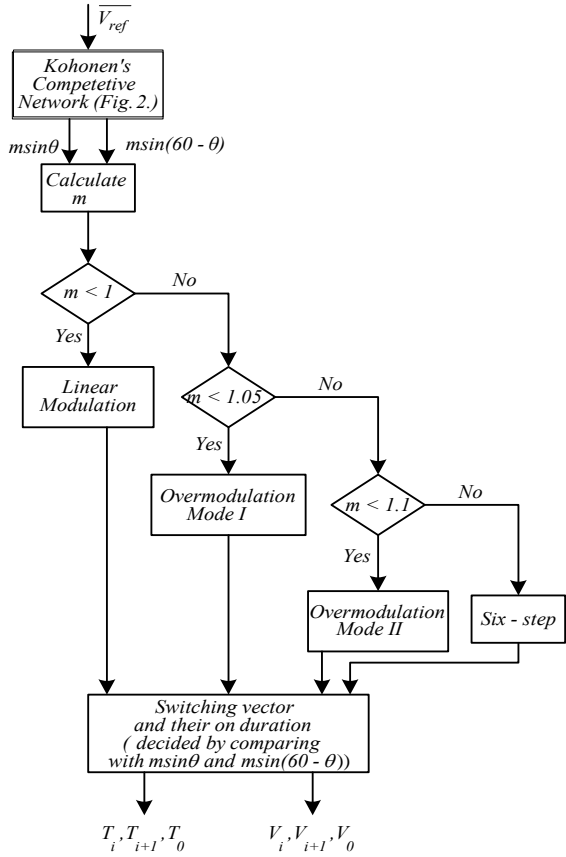 V_ref
Kohonen's
Competetive
Network (Fig. 2.)
msinθ
msin(60 - θ)
Calculate
m
m < 1
No
Yes
Linear
Modulation
m < 1.05
No
Yes
Overmodulation
Mode I
m < 1.1
No
Yes
Overmodulation
Mode II
Six - step
Switching vector
and their on duration
( decided by comparing
with msinθ and msin(60 - θ))
T_i, T_i+1, T_0
V_i, V_i+1, V_0